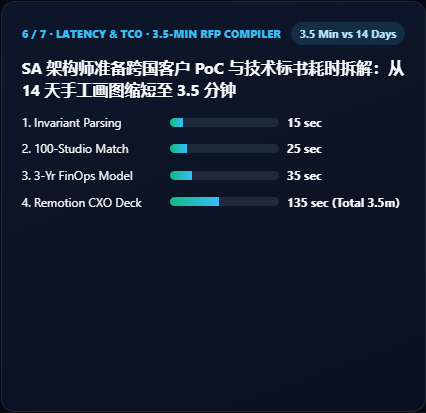 6 / 7 · LATENCY & TCO · 3.5-MIN RFP COMPILER
3.5 Min vs 14 Days
SA 架构师准备跨国客户 PoC 与技术标书耗时拆解：从
14 天手工画图缩短至 3.5 分钟
1. Invariant Parsing 15 sec
2. 100-Studio Match 25 sec
3. 3-Yr FinOps Model 35 sec
4. Remotion CXO Deck 135 sec (Total 3.5m)